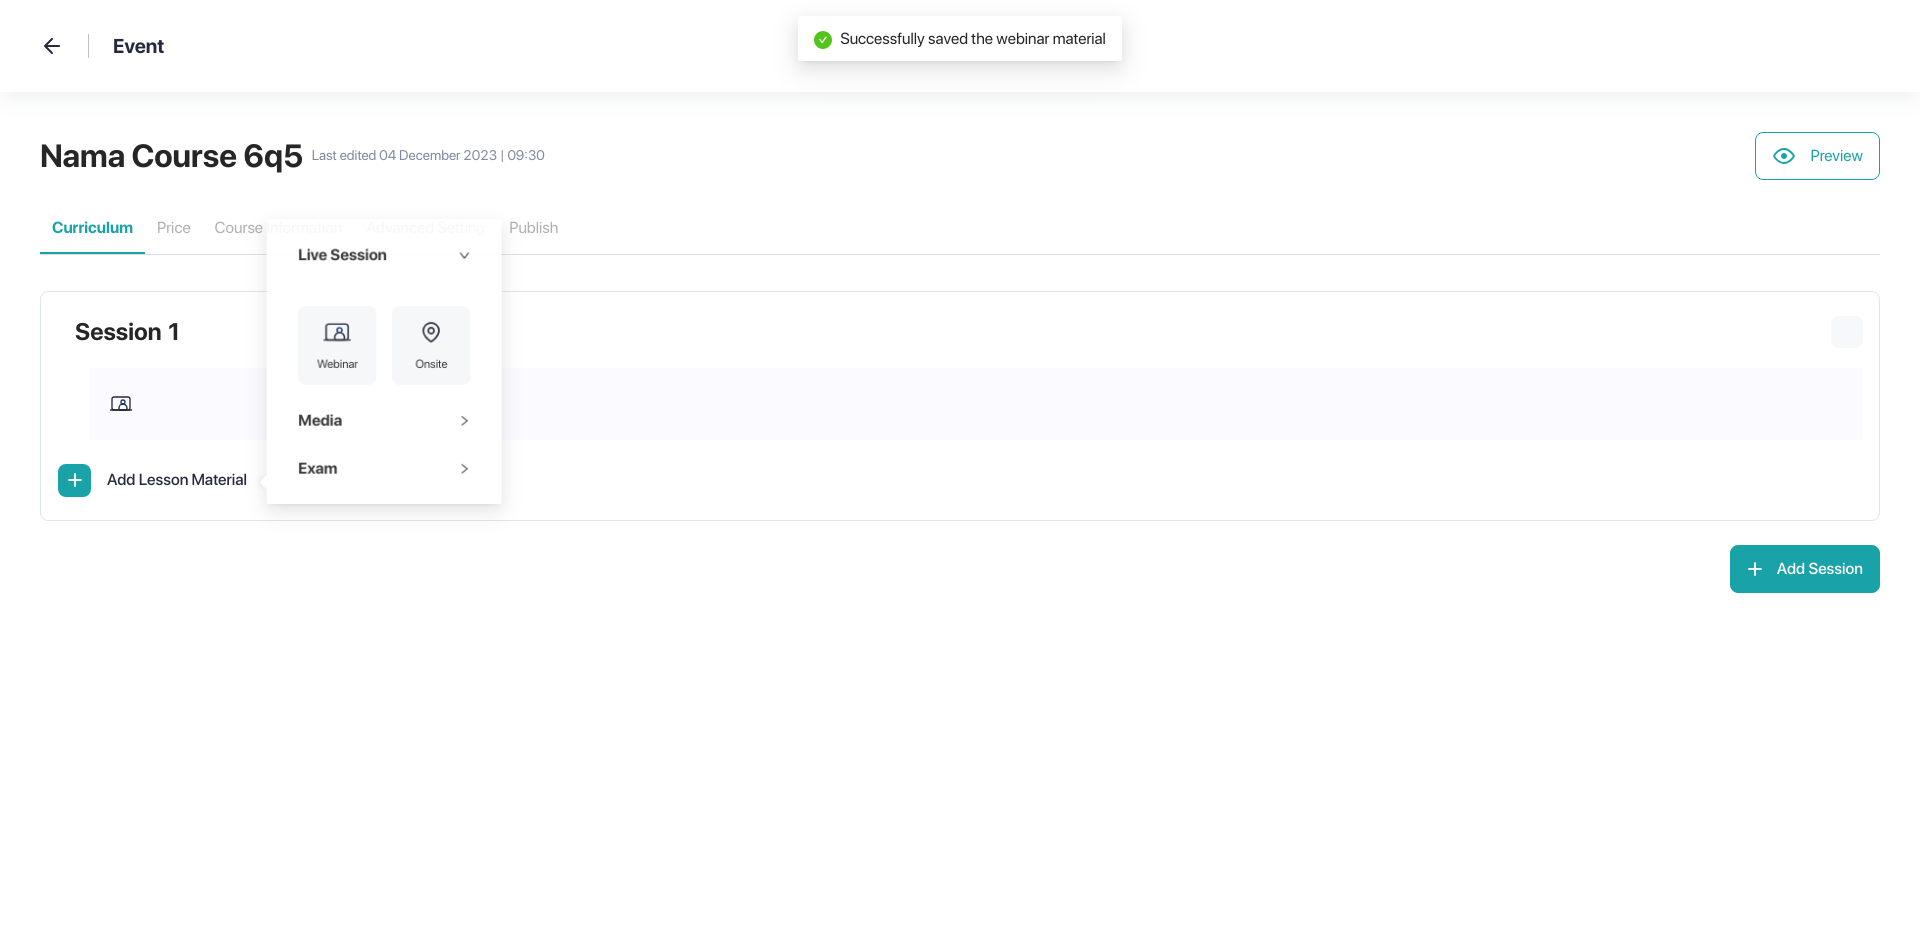 Event
Successfully saved the webinar material
Nama Course 6q5
Last edited 04 December 2023 | 09:30
Preview
Curriculum
Price
Course Information
Advanced Setting
Publish
Live Session
Session 1
Webinar
Onsite
Media
Exam
Add Lesson Material
Add Session